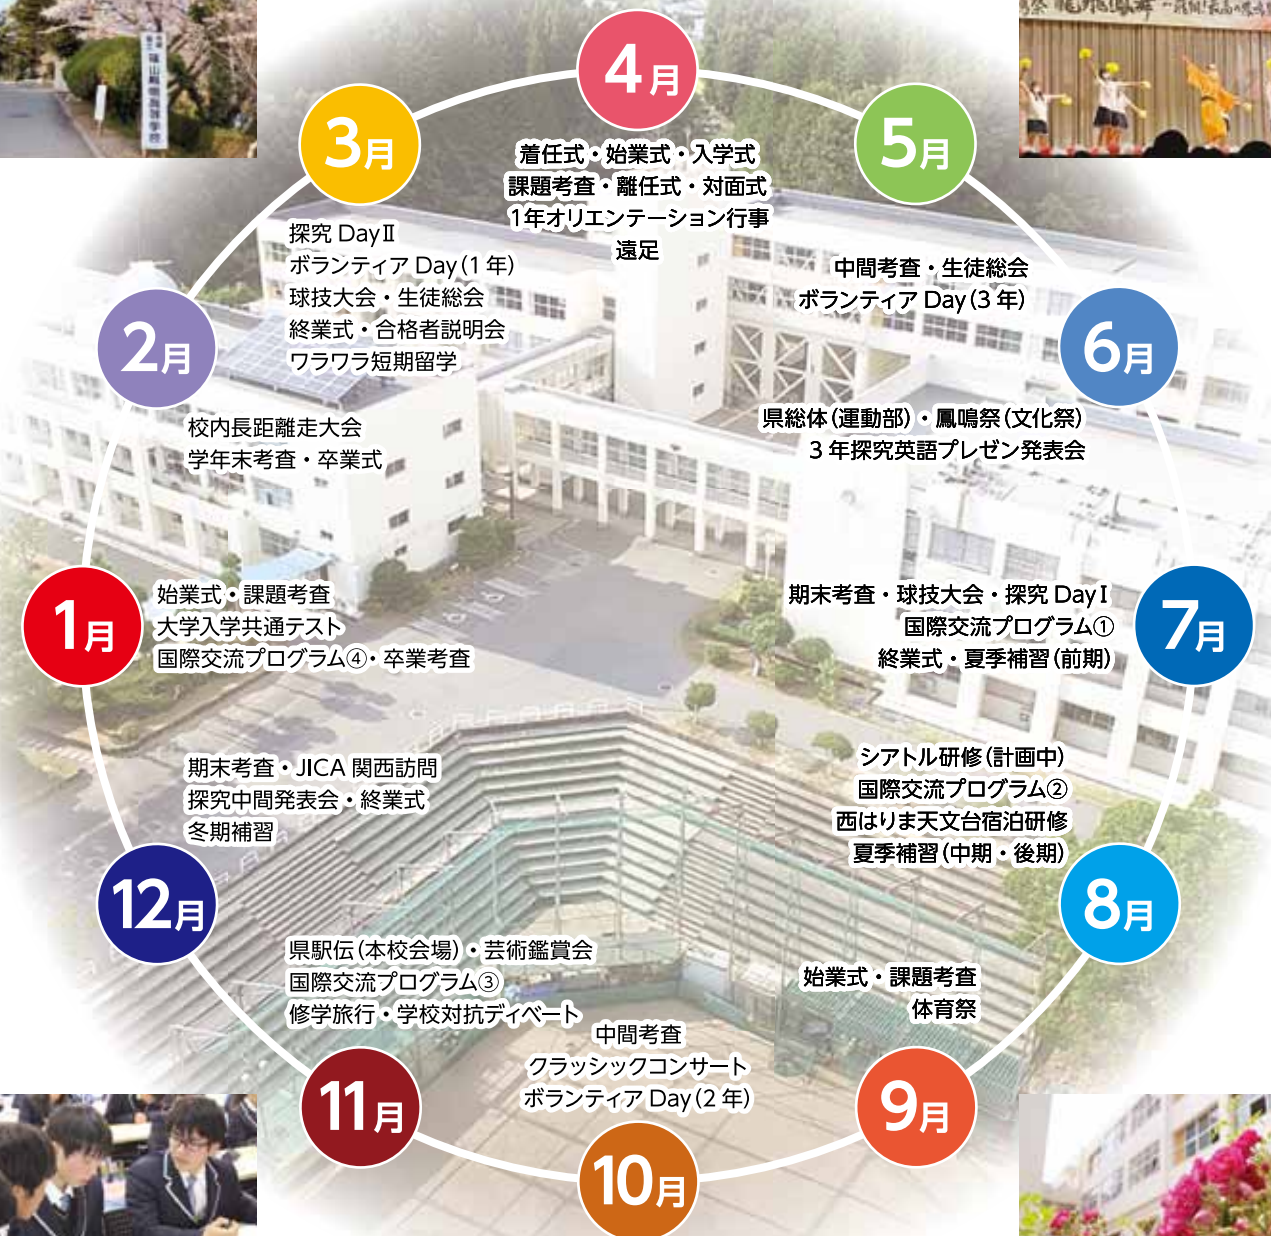 4月
着任式・始業式・入学式
課題考査・離任式・対面式
1年オリエンテーション行事
遠足
5月
中間考査・生徒総会
ボランティア Day（3 年）
6月
県総体（運動部）・鳳鳴祭（文化祭）
3 年探究英語プレゼン発表会
7月
期末考査・球技大会・探究 DayⅠ
国際交流プログラム①
終業式・夏季補習（前期）
8月
シアトル研修（計画中）
国際交流プログラム②
西はりま天文台宿泊研修
夏季補習（中期・後期）
9月
始業式・課題考査
体育祭
10月
中間考査
クラッシックコンサート
ボランティア Day（2 年）
11月
県駅伝（本校会場）・芸術鑑賞会
国際交流プログラム③
修学旅行・学校対抗ディベート
12月
期末考査・JICA 関西訪問
探究中間発表会・終業式
冬期補習
1月
始業式・課題考査
大学入学共通テスト
国際交流プログラム④・卒業考査
2月
校内長距離走大会
学年末考査・卒業式
3月
探究 DayⅡ
ボランティア Day（1 年）
球技大会・生徒総会
終業式・合格者説明会
ワラワラ短期留学